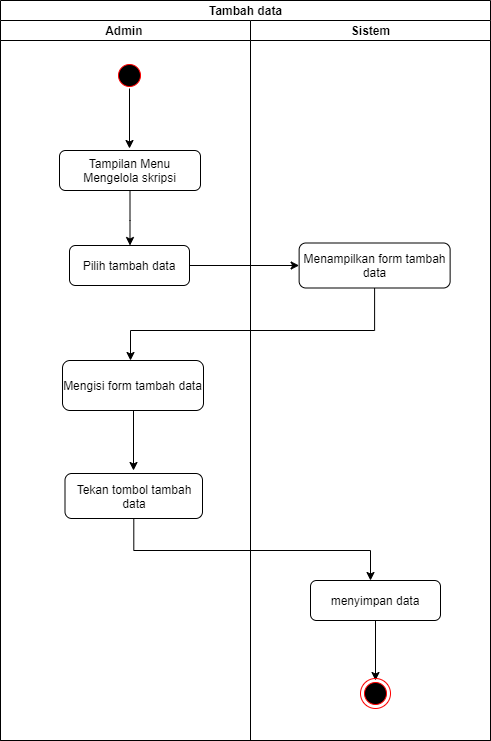 Tambah data
Admin
Sistem
Tampilan Menu
Mengelola skripsi
Pilih tambah data
Menampilkan form tambah
data
Mengisi form tambah data
Tekan tombol tambah
data
menyimpan data